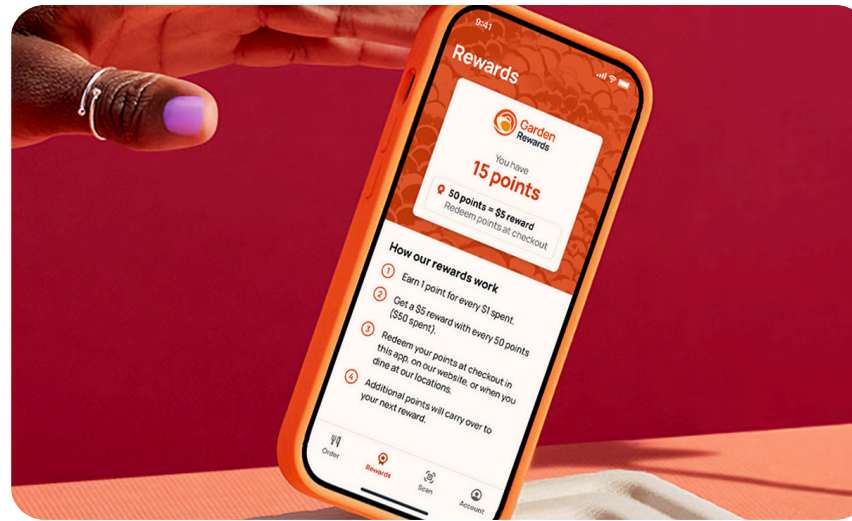 9:41
Rewards
Garden
Rewards
You have
15 points
50 points = $5 reward
Redeem points at checkout
How our rewards work
1 Earn 1 point for every $1 spent.
2 Get a $5 reward with every 50 points
($50 spent).
3 Redeem your points at checkout in
this app, on our website, or when you
dine at our locations.
4 Additional points will carry over to
your next reward.
Order Rewards Scan Account